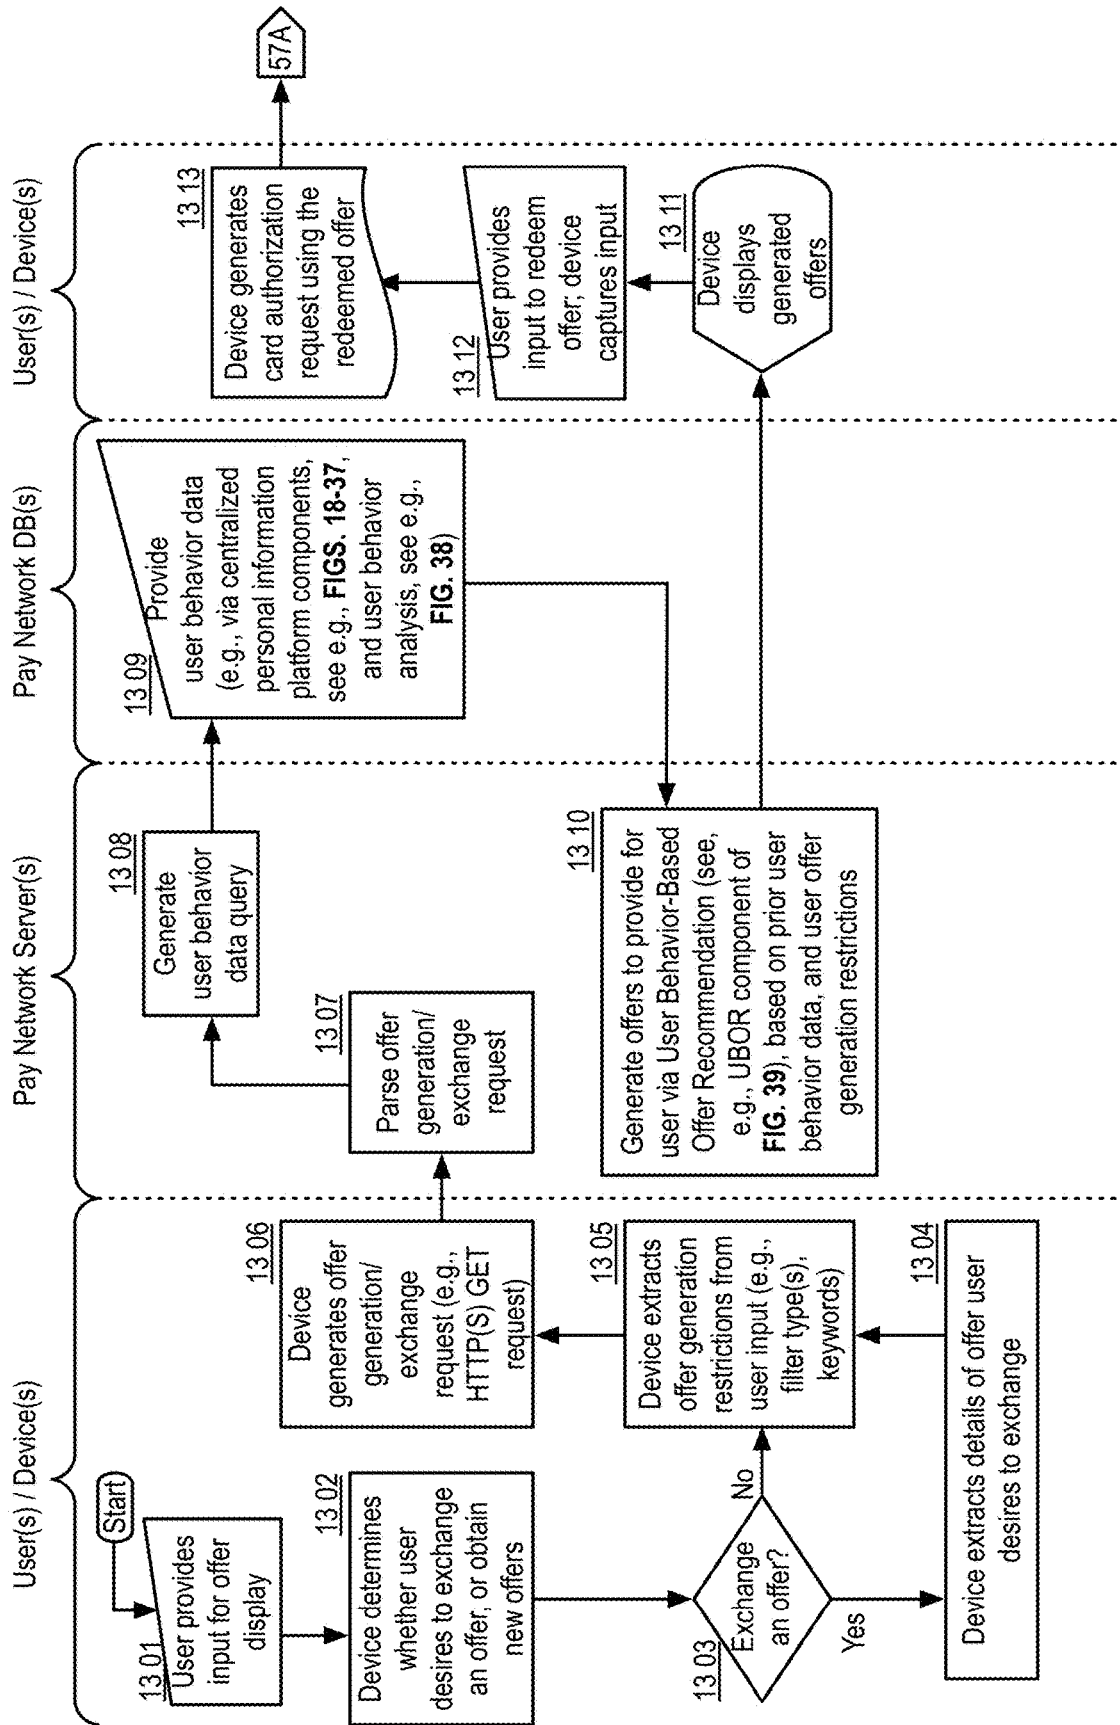 User(s) / Device(s)
Pay Network Server(s)
Pay Network DB(s)
User(s) / Device(s)
Start
13 01
User provides
input for offer
display
13 02
Device determines
whether user
desires to exchange
an offer, or obtain
new offers
13 03
Exchange
an offer?
No
Yes
13 04
Device extracts details of offer user
desires to exchange
13 05
Device extracts
offer generation
restrictions from
user input (e.g.,
filter type(s),
keywords)
13 06
Device
generates offer
generation/
exchange
request (e.g.,
HTTP(S) GET
request)
13 07
Parse offer
generation/
exchange
request
13 08
Generate
user behavior
data query
13 09
Provide
user behavior data
(e.g., via centralized
personal information
platform components,
see e.g., FIGS. 18-37,
and user behavior
analysis, see e.g.,
FIG. 38)
13 10
Generate offers to provide for
user via User Behavior-Based
Offer Recommendation (see,
e.g., UBOR component of
FIG. 39), based on prior user
behavior data, and user offer
generation restrictions
13 11
Device
displays
generated
offers
13 12
User provides
input to redeem
offer; device
captures input
13 13
Device generates
card authorization
request using the
redeemed offer
57A